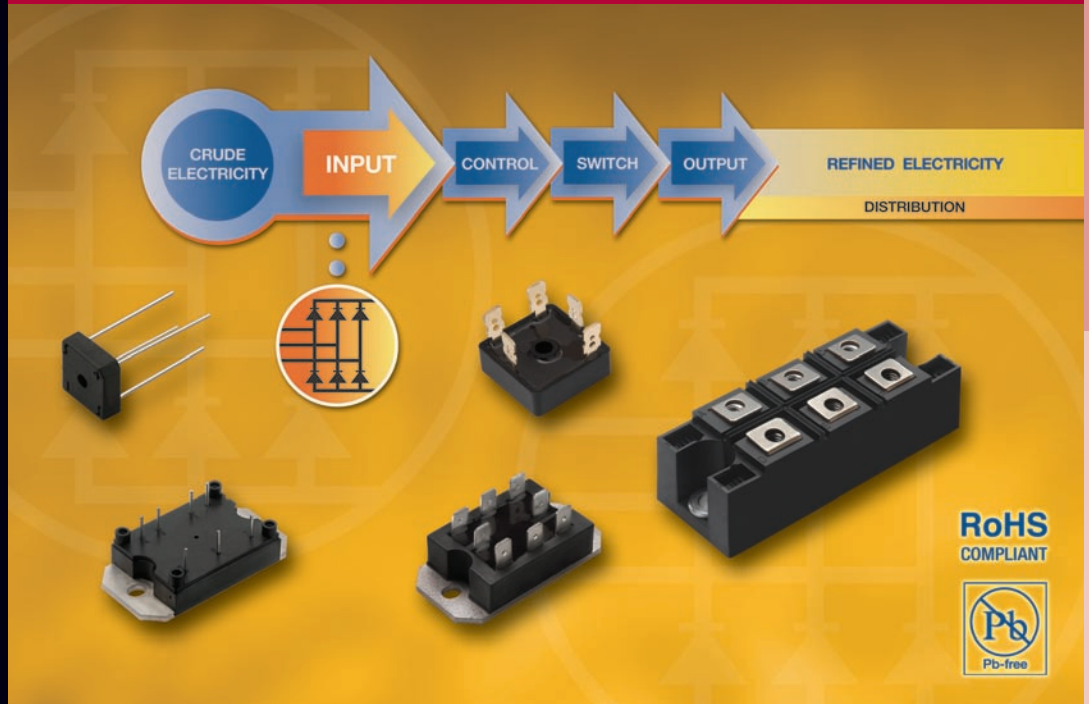 CRUDE
ELECTRICITY
INPUT
CONTROL
SWITCH
OUTPUT
REFINED ELECTRICITY
DISTRIBUTION
RoHS
COMPLIANT
Pb
Pb-free